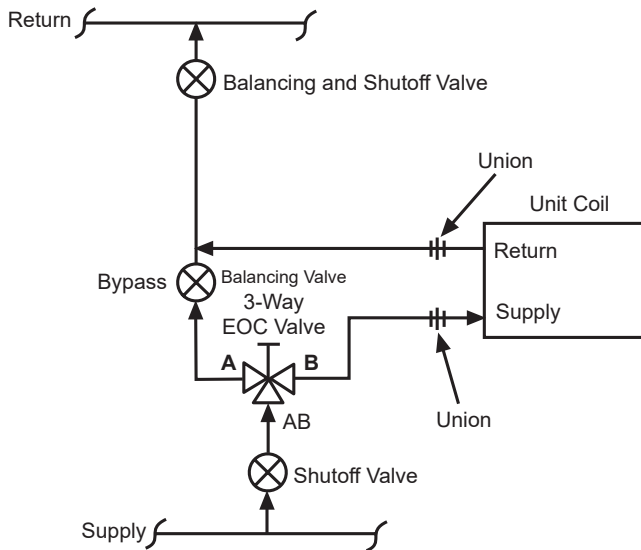 Return
Balancing and Shutoff Valve
Union
Unit Coil
Return
Bypass
Balancing Valve
3-Way
EOC Valve
Supply
A
B
AB
Union
Shutoff Valve
Supply